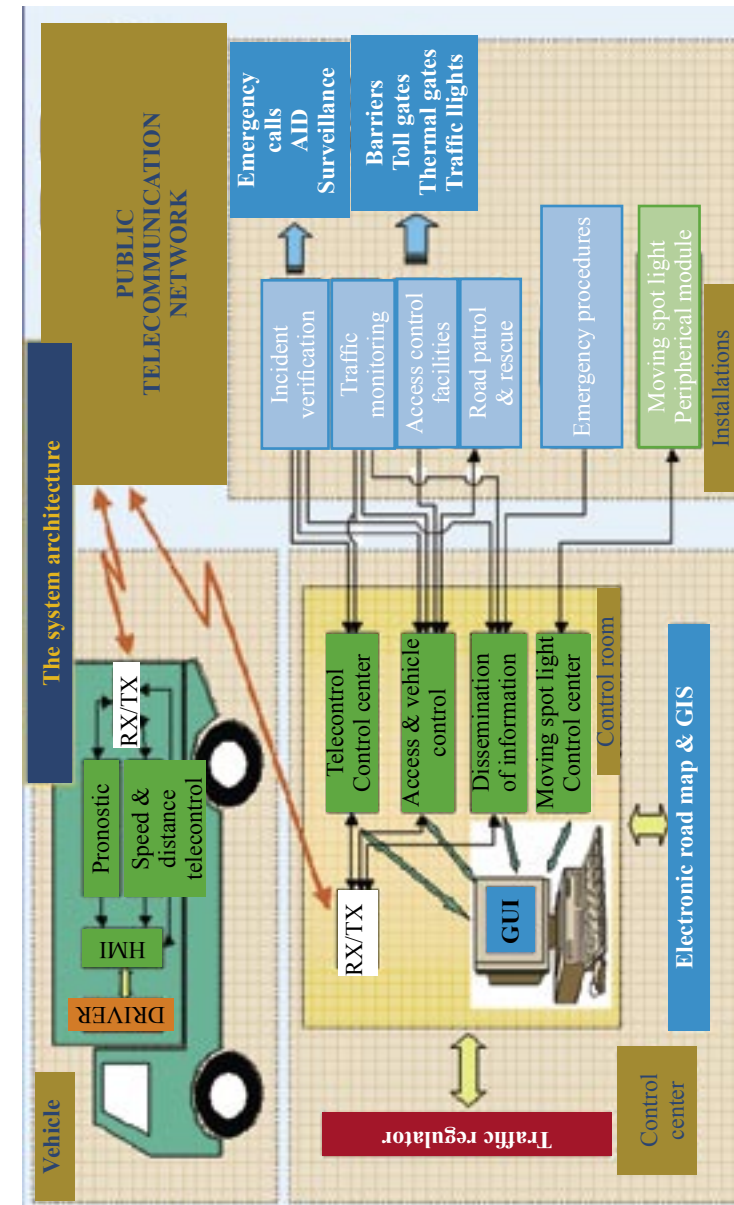 The system architecture
Vehicle
DRIVER
HMI
Pronostic
Speed &
distance
telecontrol
RX/TX
PUBLIC
TELECOMMUNICATION
NETWORK
Traffic regulator
Control
center
RX/TX
GUI
Telecontrol
Control center
Access & vehicle
control
Dissemination
of information
Moving spot light
Control center
Control room
Electronic road map & GIS
Incident
verification
Traffic
monitoring
Access control
facilities
Road patrol
& rescue
Emergency procedures
Moving spot light
Peripherical module
Installations
Emergency
calls
AID
Surveillance
Barriers
Toll gates
Thermal gates
Traffic llights